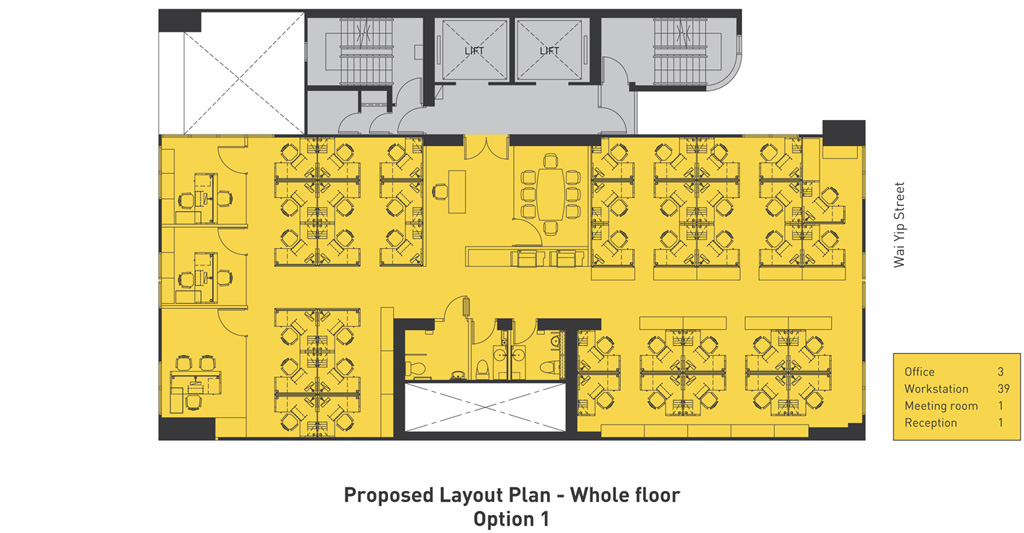 LIFT
LIFT
Wai Yip Street
Office 3
Workstation 39
Meeting room 1
Reception 1
Proposed Layout Plan - Whole floor
Option 1